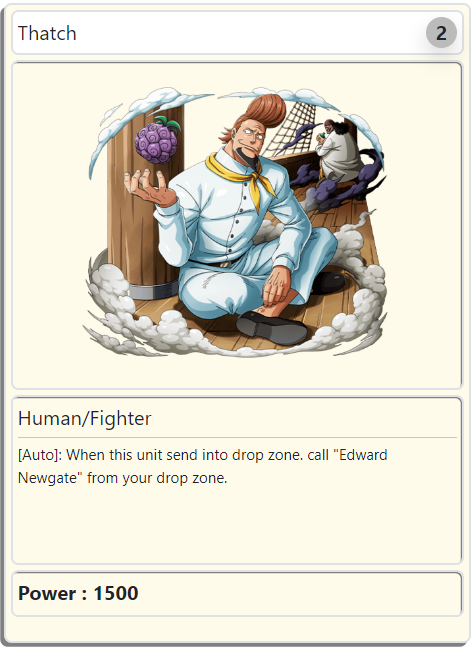 Thatch 2
Human/Fighter
[Auto]: When this unit send into drop zone. call "Edward
Newgate" from your drop zone.
Power : 1500